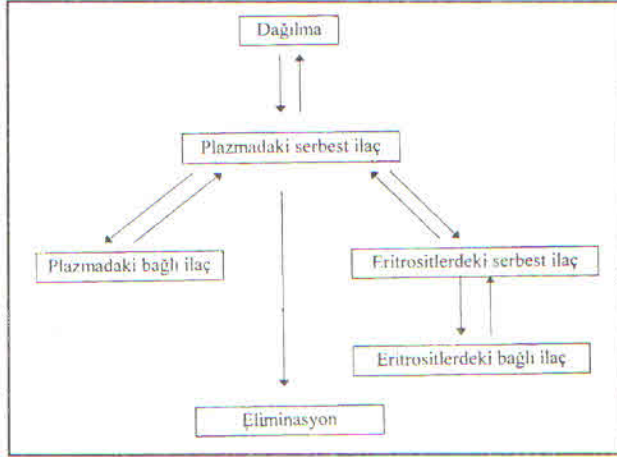 Dağılma
Plazmadaki serbest ilaç
Plazmadaki bağlı ilaç
Eritrositlerdeki serbest ilaç
Eritrositlerdeki bağlı ilaç
Eliminasyon